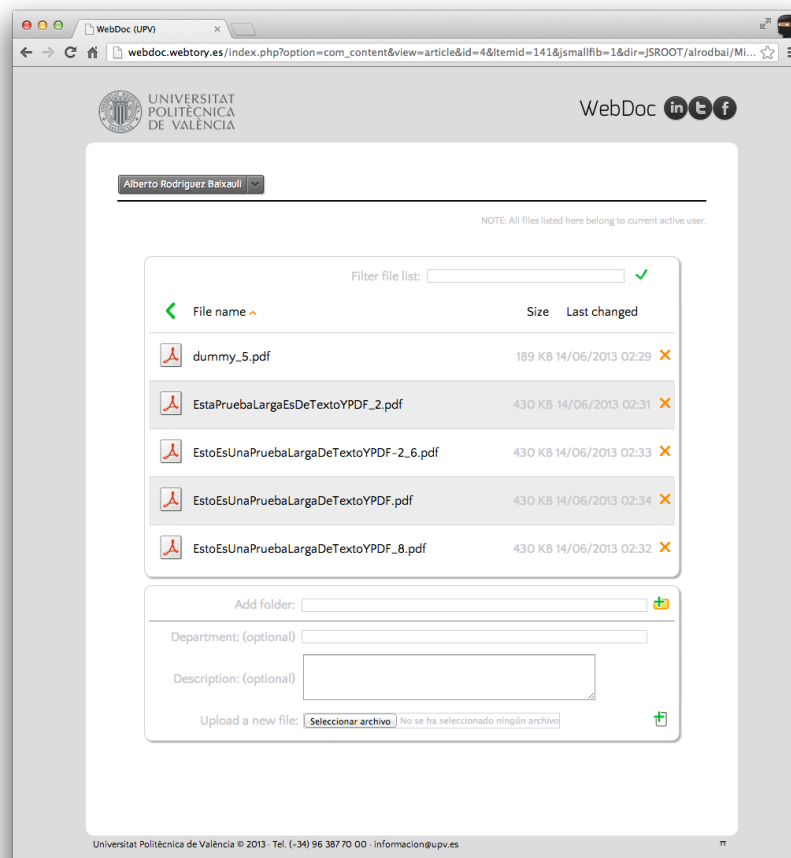 WebDoc (UPV)
webdoc.webtory.es/index.php?option=com_content&view=article&id=4&Itemid=141&jsmallfib=1&dir=JSROOT/alrodbai/Mi...
UNIVERSITAT
POLITÈCNICA
DE VALÈNCIA
WebDoc in t f
Alberto Rodríguez Baixauli
NOTE: All files listed here belong to current active user.
Filter file list:
File name Size Last changed
dummy_5.pdf 189 KB 14/06/2013 02:29
EstaPruebaLargaEsDeTextoYPDF_2.pdf 430 KB 14/06/2013 02:31
EstoEsUnaPruebaLargaDeTextoYPDF-2_6.pdf 430 KB 14/06/2013 02:33
EstoEsUnaPruebaLargaDeTextoYPDF.pdf 430 KB 14/06/2013 02:34
EstoEsUnaPruebaLargaDeTextoYPDF_8.pdf 430 KB 14/06/2013 02:32
Add folder:
Department: (optional)
Description: (optional)
Upload a new file: Seleccionar archivo No se ha seleccionado ningún archivo
Universitat Politècnica de València © 2013 · Tel. (+34) 96 387 70 00 · informacion@upv.es